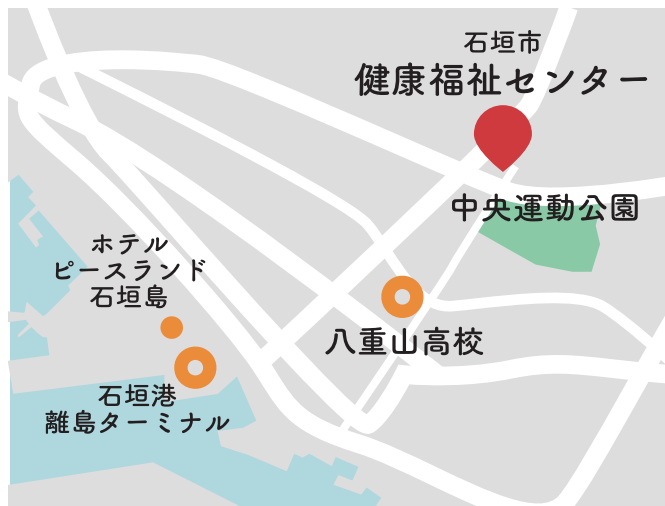 石垣市
健康福祉センター
中央運動公園
ホテル
ピースランド
石垣島
八重山高校
石垣港
離島ターミナル